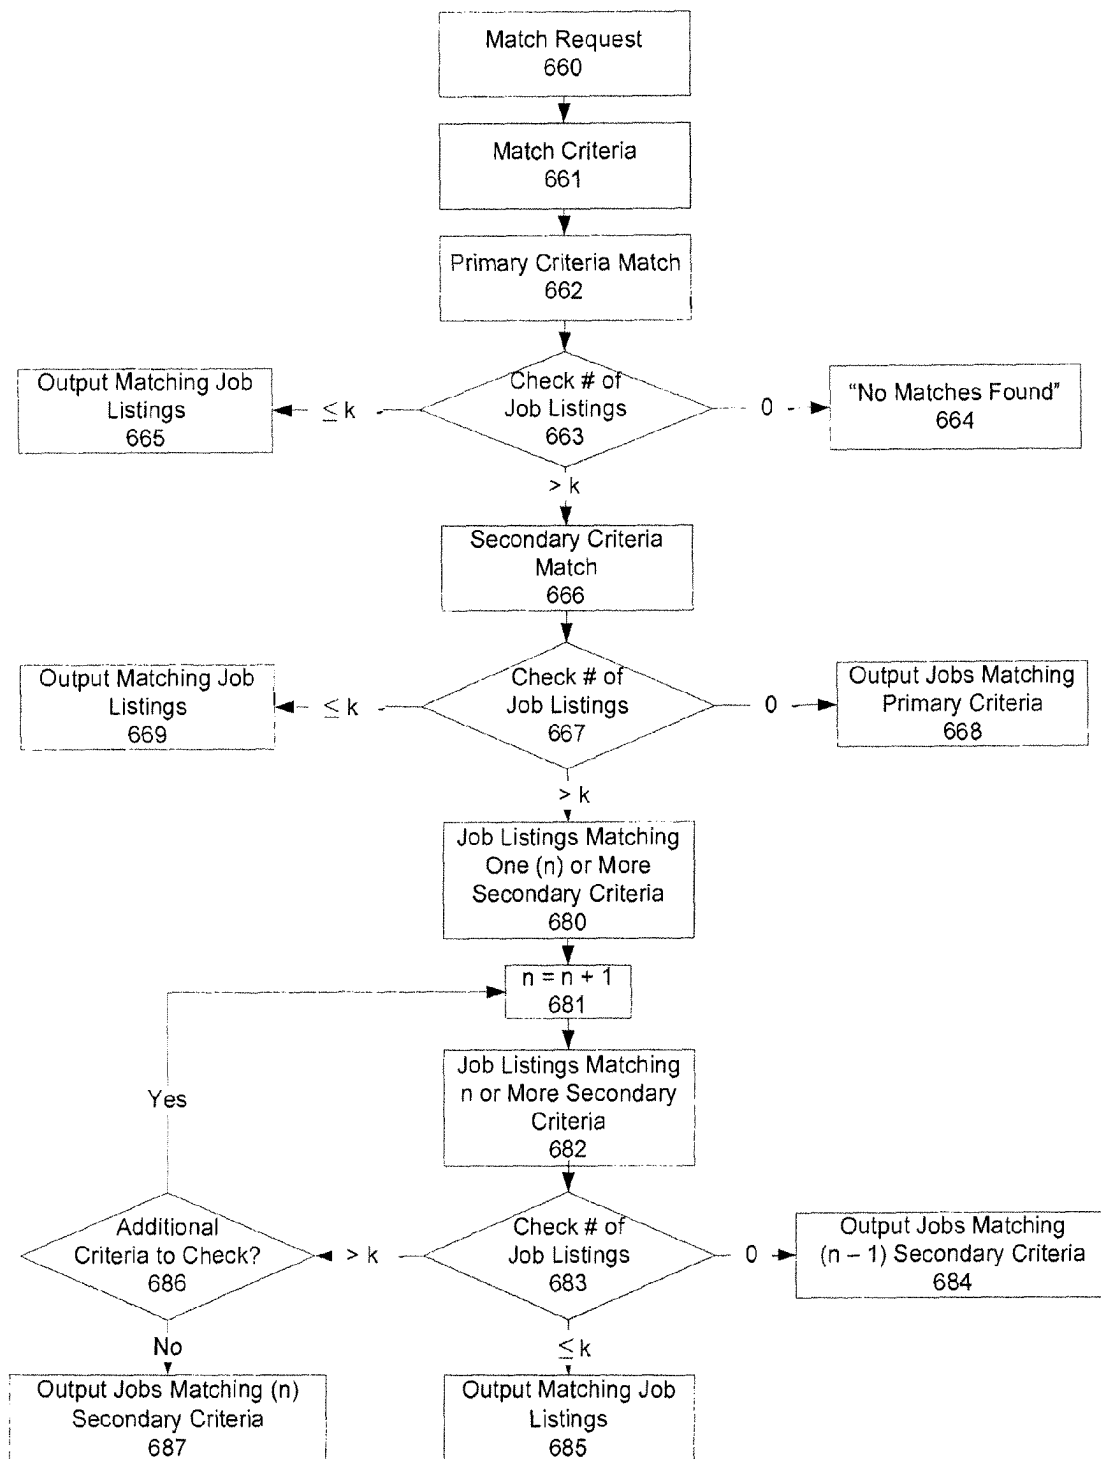 Match Request
660
Match Criteria
661
Primary Criteria Match
662
Check # of
Job Listings
663
Output Matching Job
Listings
665
≤ k
0
"No Matches Found"
664
> k
Secondary Criteria
Match
666
Check # of
Job Listings
667
Output Matching Job
Listings
669
≤ k
0
Output Jobs Matching
Primary Criteria
668
> k
Job Listings Matching
One (n) or More
Secondary Criteria
680
n = n + 1
681
Job Listings Matching
n or More Secondary
Criteria
682
Yes
Additional
Criteria to Check?
686
> k
Check # of
Job Listings
683
0
Output Jobs Matching
(n – 1) Secondary Criteria
684
No
≤ k
Output Jobs Matching (n)
Secondary Criteria
687
Output Matching Job
Listings
685